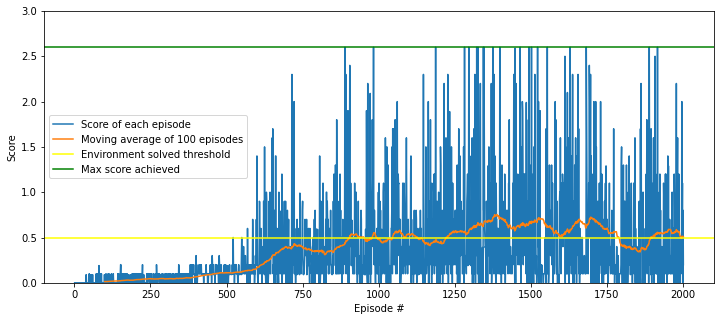 3.0
2.5
2.0
1.5
1.0
0.5
0.0
Score
Score of each episode
Moving average of 100 episodes
Environment solved threshold
Max score achieved
0 250 500 750 1000 1250 1500 1750 2000
Episode #